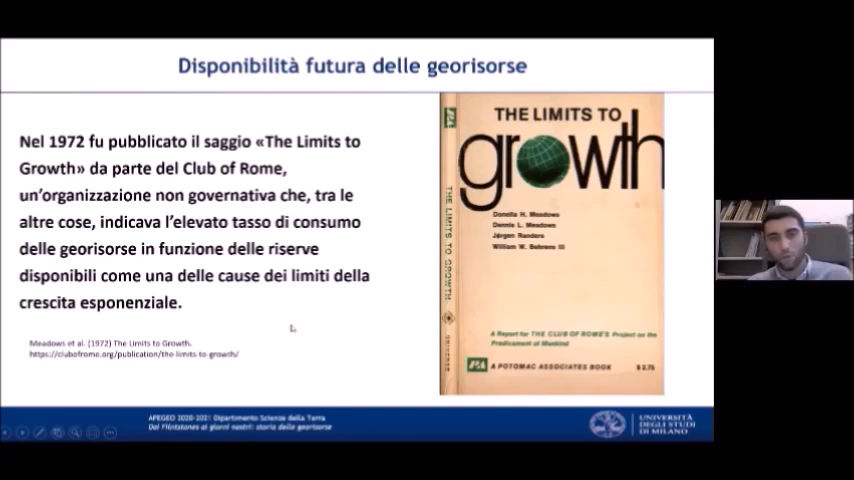 Disponibilità futura delle georisorse
Nel 1972 fu pubblicato il saggio «The Limits to
Growth» da parte del Club of Rome,
un'organizzazione non governativa che, tra le
altre cose, indicava l'elevato tasso di consumo
delle georisorse in funzione delle riserve
disponibili come una delle cause dei limiti della
crescita esponenziale.
Meadows et al. (1972) The Limits to Growth.
https://clubofrome.org/publication/the-limits-to-growth/
THE LIMITS TO GROWTH
UNIVERSE
THE LIMITS TO
growth
Donella H. Meadows
Dennis L. Meadows
Jørgen Randers
William W. Behrens III
A Report for THE CLUB OF ROME'S Project on the
Predicament of Mankind
A POTOMAC ASSOCIATES BOOK
$2.75
APEGEO 2020-2021 Dipartimento Scienze della Terra
Dai Flintstones ai giorni nostri: storia delle georisorse
UNIVERSITÀ
DEGLI STUDI
DI MILANO